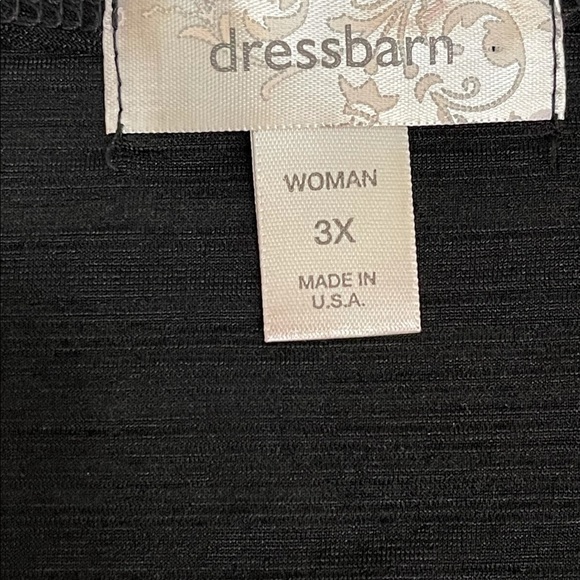 dressbarn
WOMAN
3X
MADE IN
U.S.A.